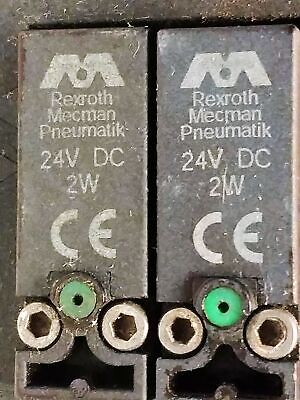 Rexroth
Mecman
Pneumatik
24V DC
2W
CE
Rexroth
Mecman
Pneumatik
24V DC
2W
CE